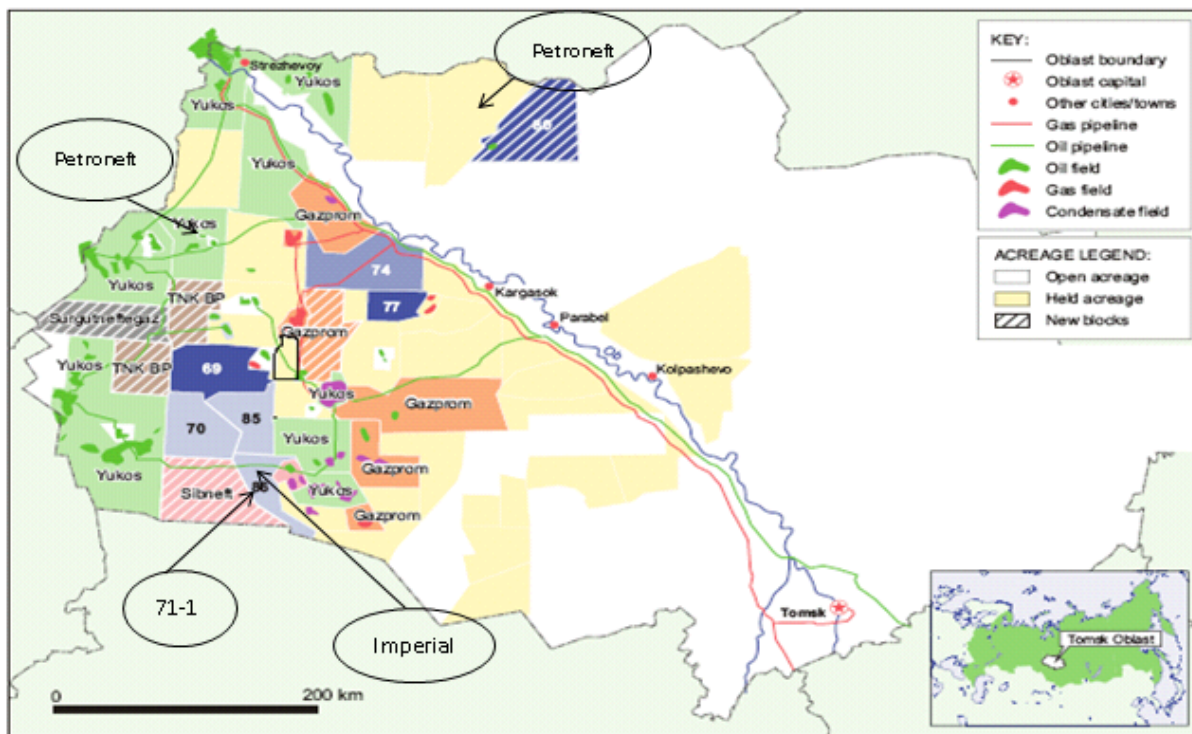 Petroneft
Strezhevoy
Yukos
Yukos
Petroneft
Yukos
Gazprom
Yukos
74
Yukos
TNK BP
77
Kargasok
Surgutneftegaz
Gazprom
Parabel
Ob
Yukos
TNK BP
69
Kolpashevo
Yukos
Gazprom
70
85
Yukos
Yukos
Gazprom
Sibneft
Yukos
Gazprom
71-1
Imperial
Tomsk
0
200 km
KEY:
Oblast boundary
Oblast capital
Other cities/towns
Gas pipeline
Oil pipeline
Oil field
Gas field
Condensate field
ACREAGE LEGEND:
Open acreage
Held acreage
New blocks
Tomsk Oblast